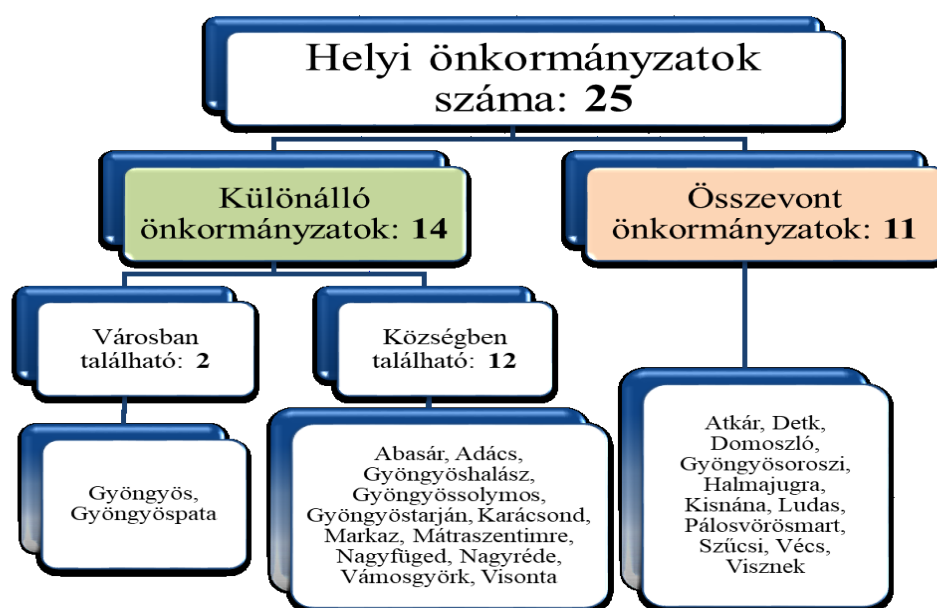 Helyi önkormányzatok
száma: 25
Különálló
önkormányzatok: 14
Összevont
önkormányzatok: 11
Városban
található: 2
Községben
található: 12
Gyöngyös,
Gyöngyöspata
Abasár, Adács,
Gyöngyöshalász,
Gyöngyössolymos,
Gyöngyöstarján, Karácsond,
Markaz, Mátraszentimre,
Nagyfüged, Nagyréde,
Vámosgyörk, Visonta
Atkár, Detk,
Domoszló,
Gyöngyösoroszi,
Halmajugra,
Kisnána, Ludas,
Pálosvörösmart,
Szűcsi, Vécs,
Visznek